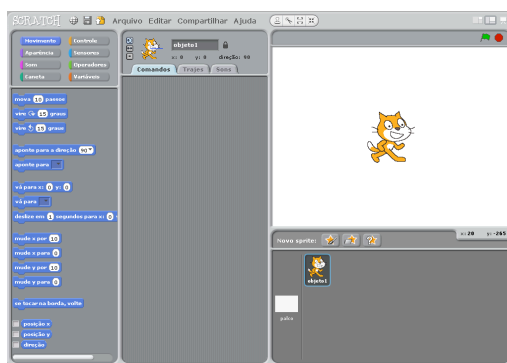 SCRATCH Arquivo Editar Compartilhar Ajuda
Movimento Controle
Aparência Sensores
Som Operadores
Caneta Variáveis
mova 10 passos
vire 15 graus
vire 15 graus
aponte para a direção 90
aponte para
vá para x: 0 y: 0
vá para
deslize em 1 segundos para x: 0
mude x por 10
mude x para 0
mude y por 10
mude y para 0
se tocar na borda, volte
posição x
posição y
direção
objeto1
x: 0 y: 0 direção: 90
Comandos Trajes Sons
x: 20 y: -265
Novo sprite:
objeto1
palco